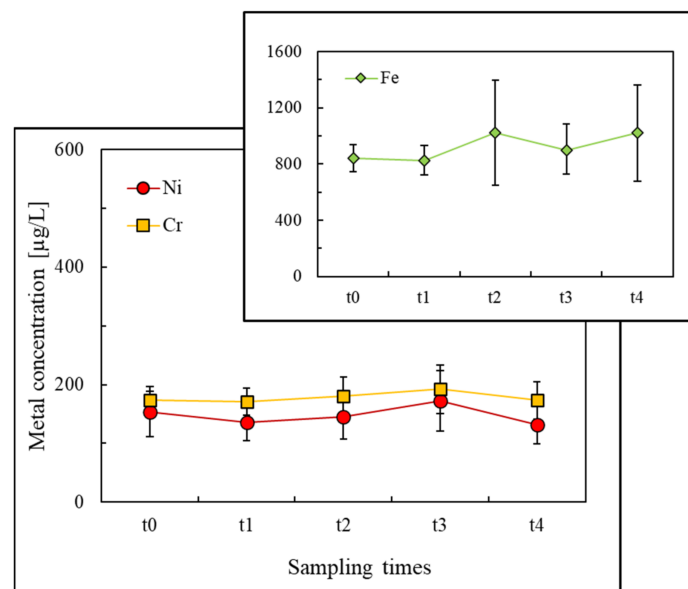 1600
1200
800
400
0
Fe
t0 t1 t2 t3 t4
Metal concentration [µg/L]
600
400
200
0
Ni
Cr
t0 t1 t2 t3 t4
Sampling times